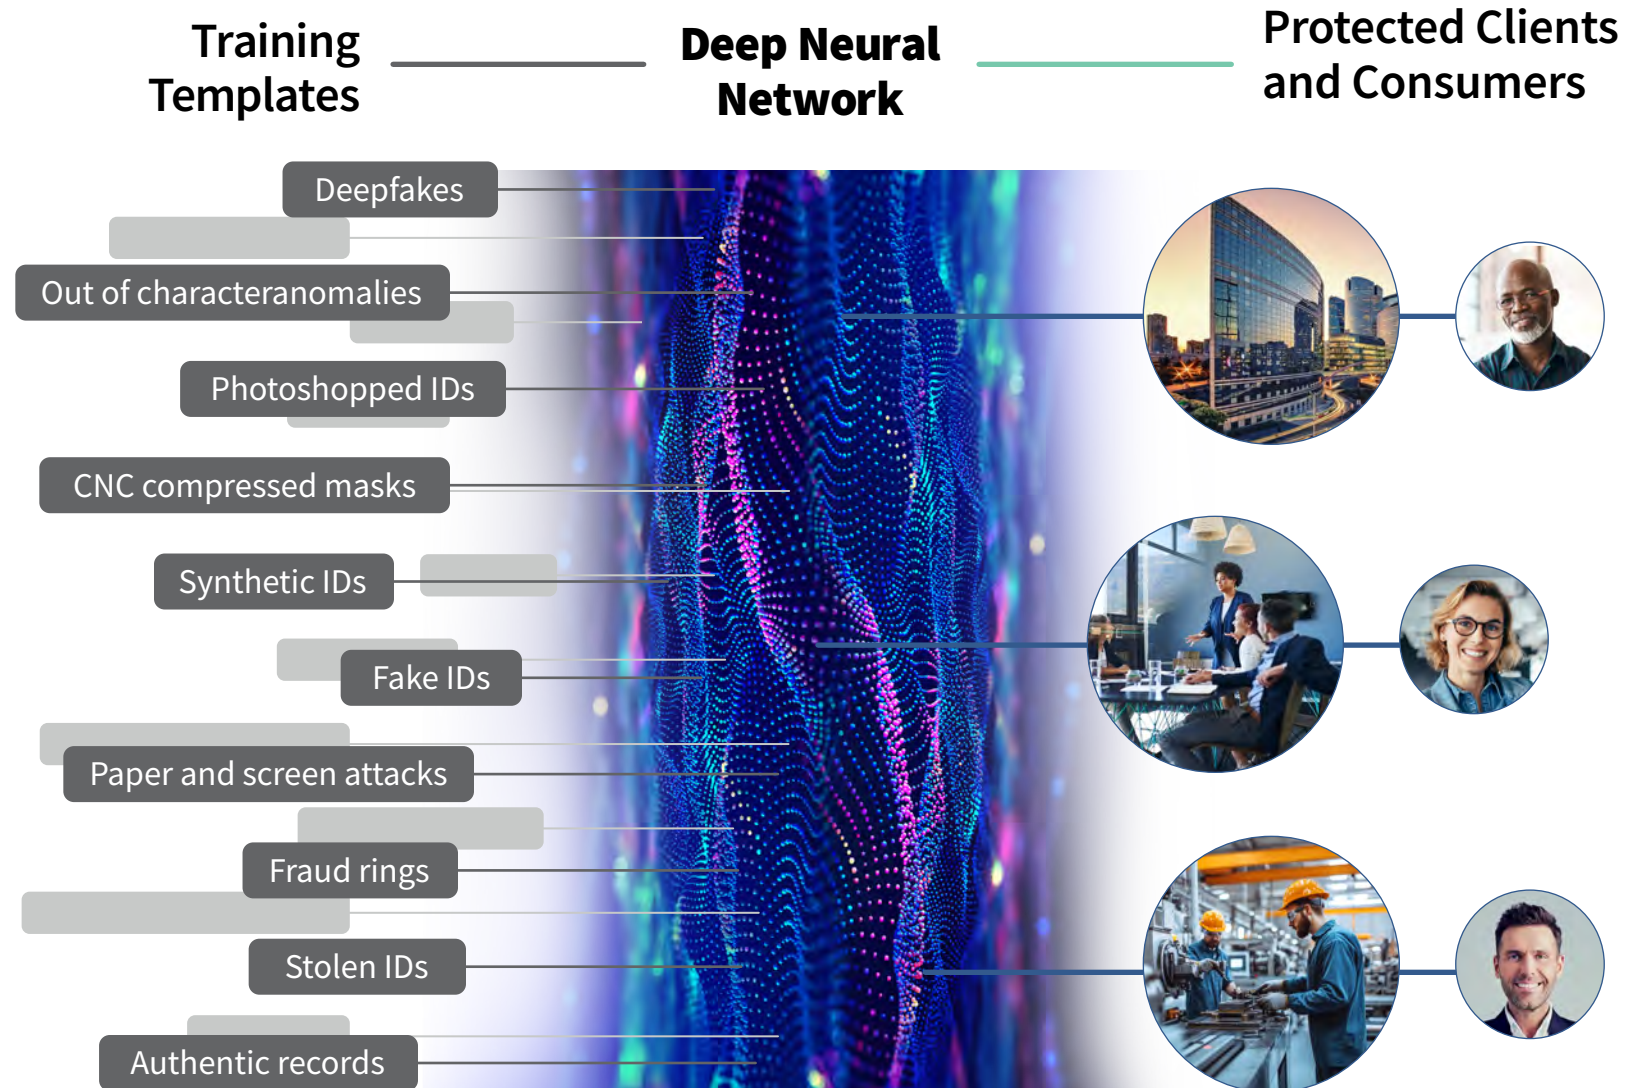 Training
Templates
Deep Neural
Network
Protected Clients
and Consumers
Deepfakes
Out of characteranomalies
Photoshopped IDs
CNC compressed masks
Synthetic IDs
Fake IDs
Paper and screen attacks
Fraud rings
Stolen IDs
Authentic records